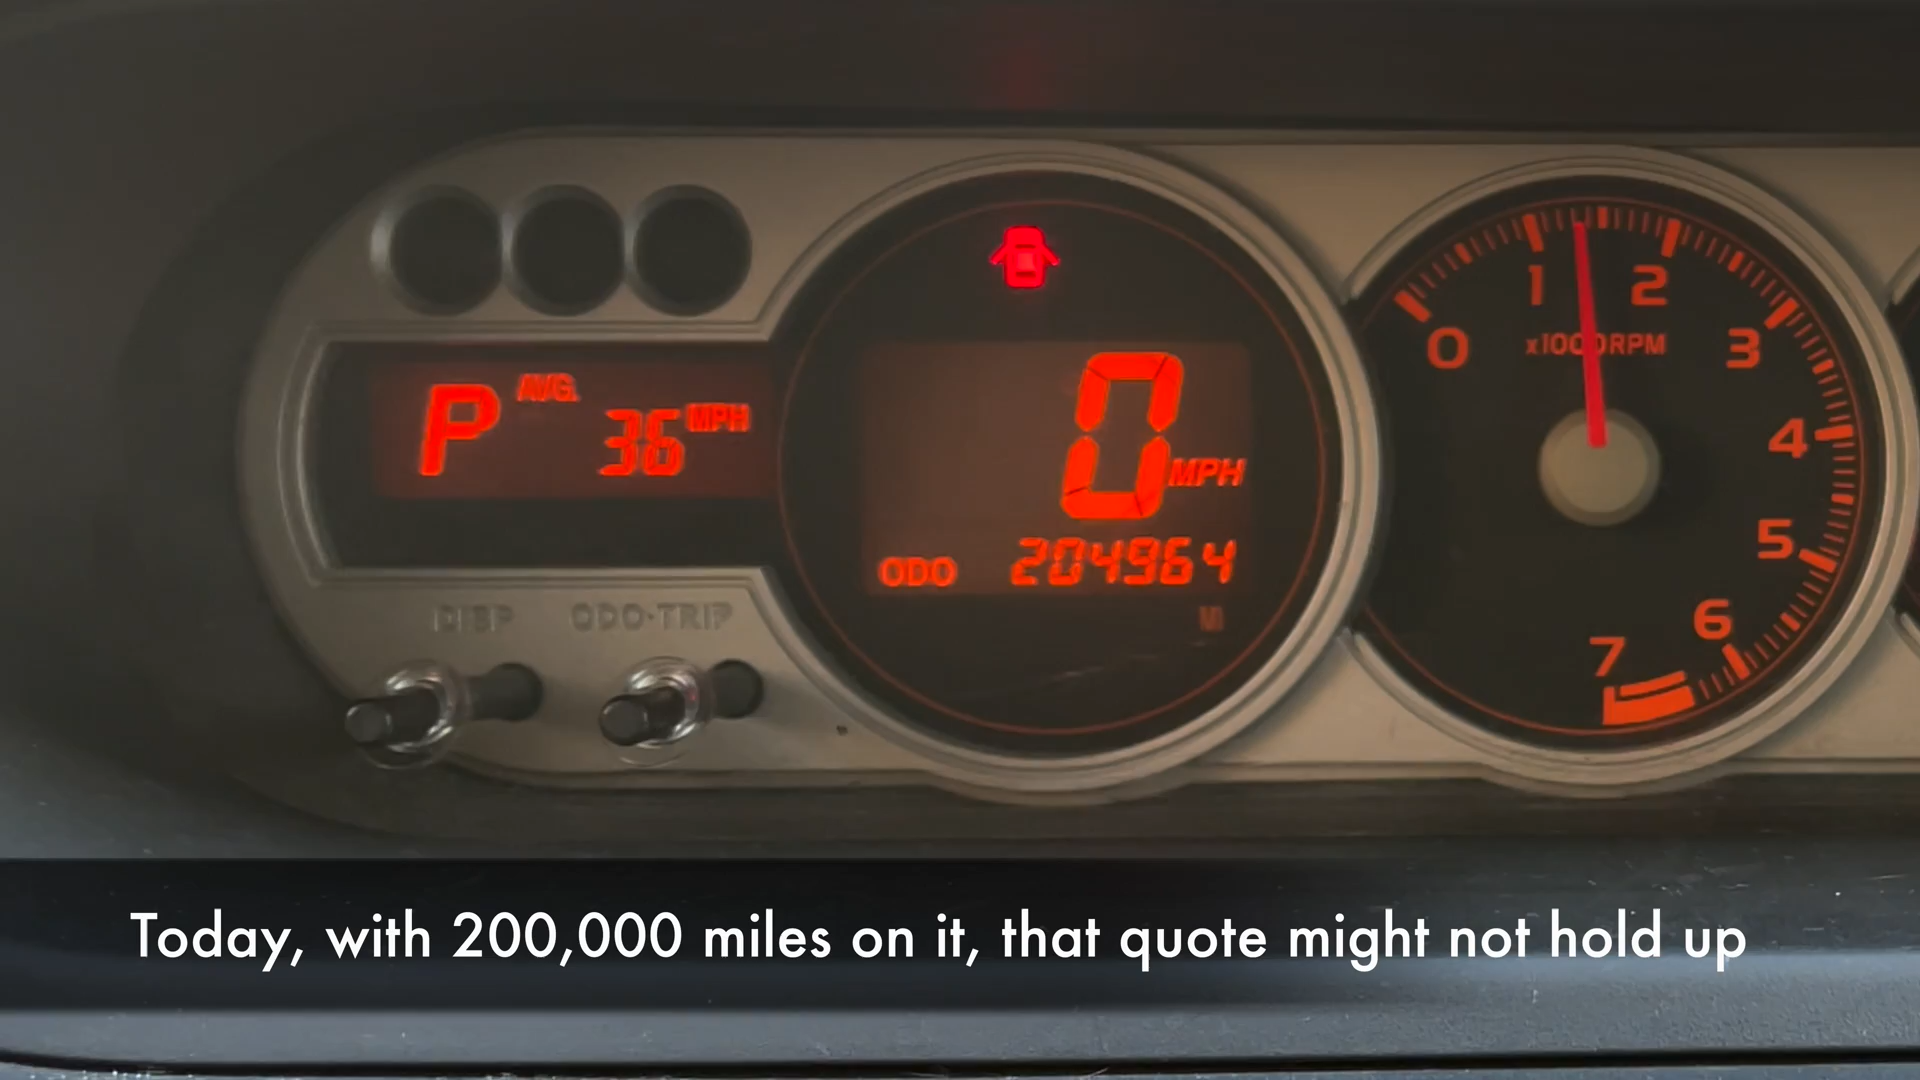 P AVG. 36 MPH
0 MPH
ODO 204964
MI
DISP ODO·TRIP
0 1 2 3 4 5 6 7
x1000RPM
Today, with 200,000 miles on it, that quote might not hold up